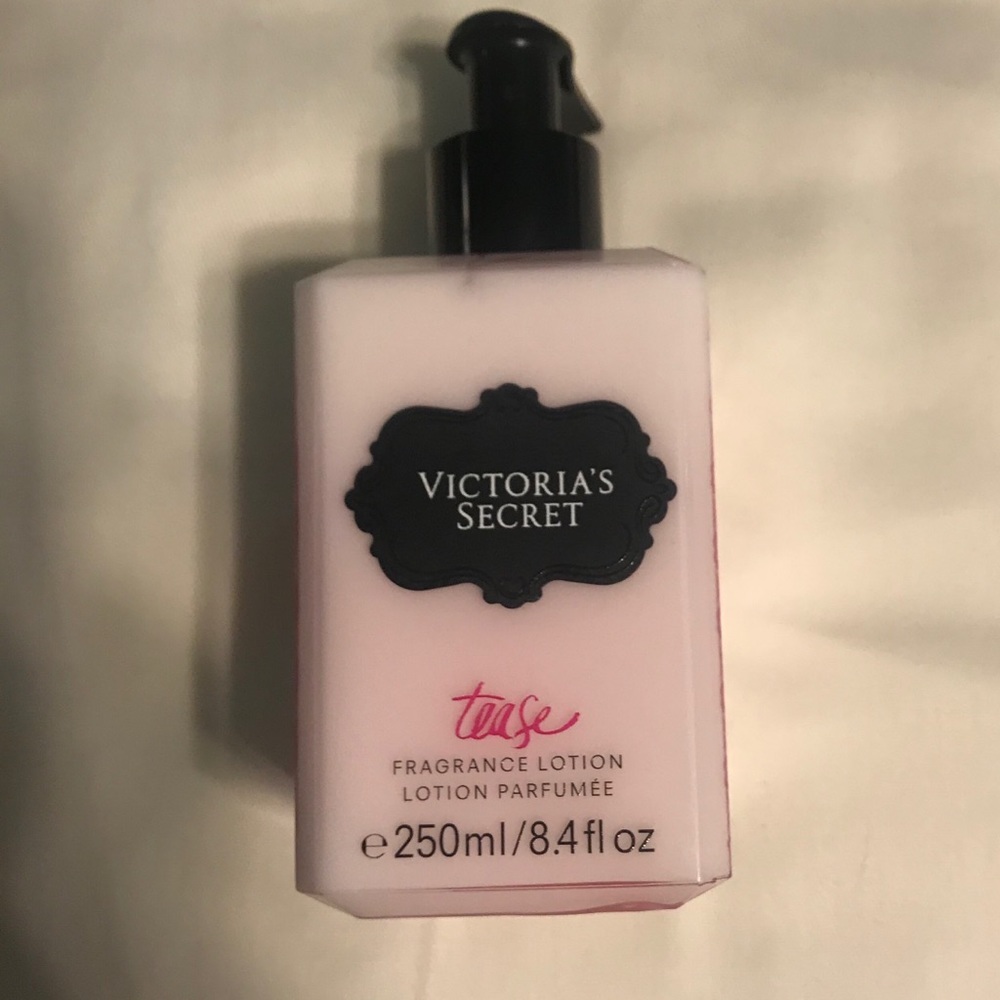 VICTORIA'S
SECRET
tease
FRAGRANCE LOTION
LOTION PARFUMÉE
℮250ml/8.4fl oz